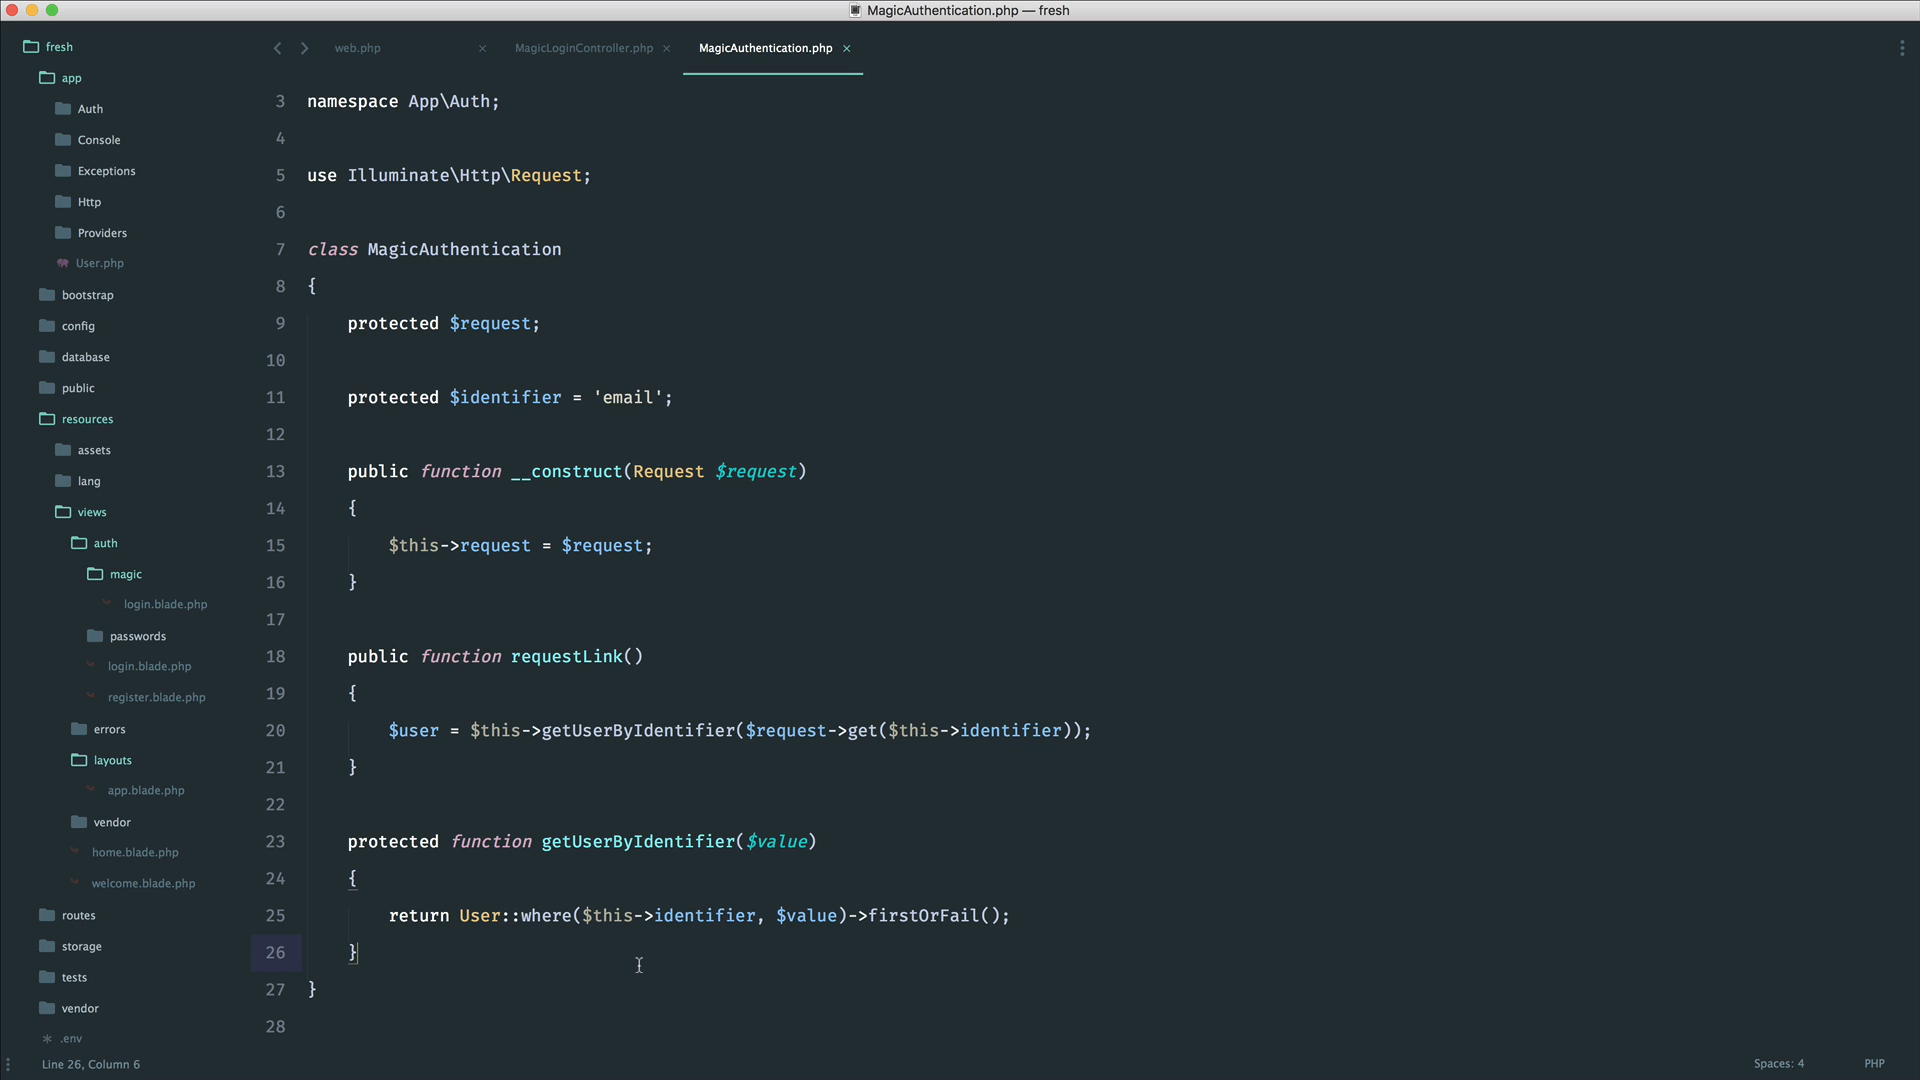 MagicAuthentication.php — fresh
fresh
app
Auth
Console
Exceptions
Http
Providers
User.php
bootstrap
config
database
public
resources
assets
lang
views
auth
magic
login.blade.php
passwords
login.blade.php
register.blade.php
errors
layouts
app.blade.php
vendor
home.blade.php
welcome.blade.php
routes
storage
tests
vendor
.env
web.php
MagicLoginController.php
MagicAuthentication.php
3 namespace App\Auth;
4
5 use Illuminate\Http\Request;
6
7 class MagicAuthentication
8 {
9 protected $request;
10
11 protected $identifier = 'email';
12
13 public function __construct(Request $request)
14 {
15 $this->request = $request;
16 }
17
18 public function requestLink()
19 {
20 $user = $this->getUserByIdentifier($request->get($this->identifier));
21 }
22
23 protected function getUserByIdentifier($value)
24 {
25 return User::where($this->identifier, $value)->firstOrFail();
26 }
27 }
28
Line 26, Column 6
Spaces: 4
PHP